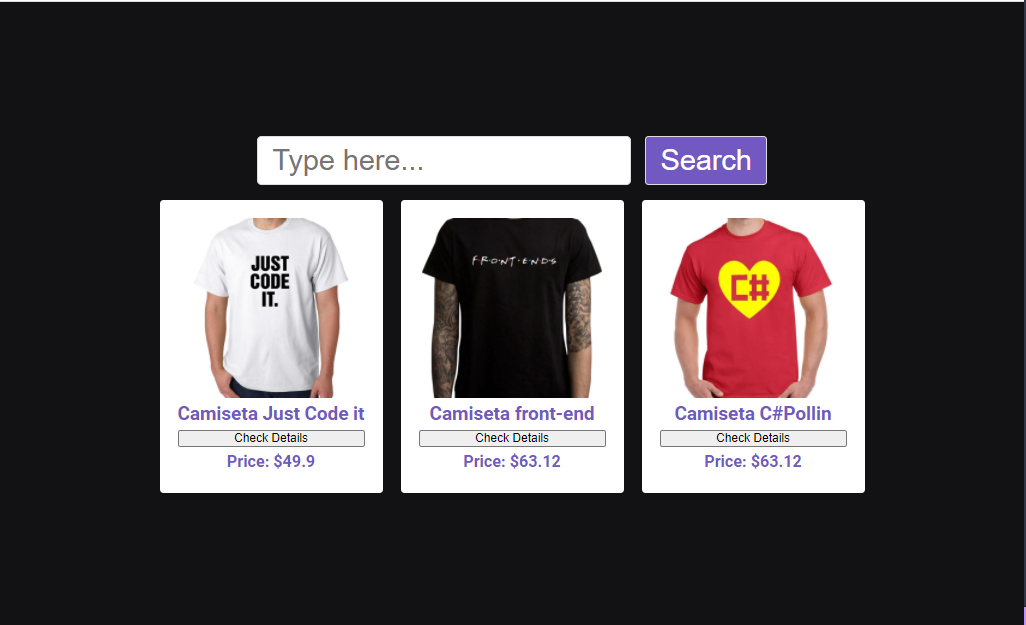 Type here...
Search
JUST
CODE
IT.
FRONT·ENDS
C#
Camiseta Just Code it
Check Details
Price: $49.9
Camiseta front-end
Check Details
Price: $63.12
Camiseta C#Pollin
Check Details
Price: $63.12